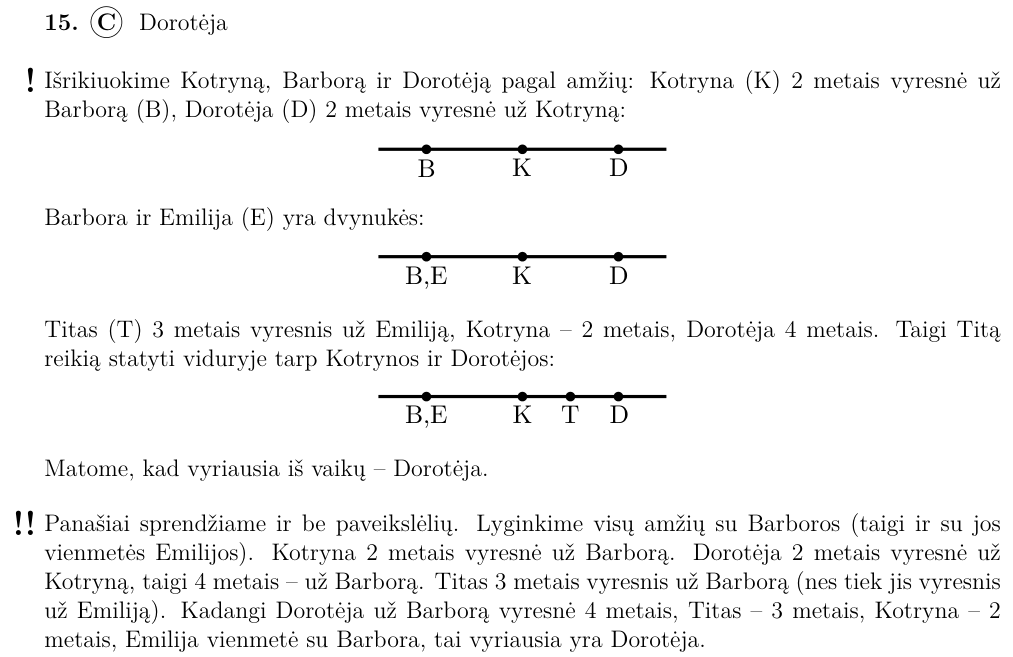 15. C Dorotėja
! Išrikiuokime Kotryną, Barborą ir Dorotėją pagal amžių: Kotryna (K) 2 metais vyresnė už
Barborą (B), Dorotėja (D) 2 metais vyresnė už Kotryną:
B K D
Barbora ir Emilija (E) yra dvynukės:
B,E K D
Titas (T) 3 metais vyresnis už Emiliją, Kotryna – 2 metais, Dorotėja 4 metais. Taigi Titą
reikią statyti viduryje tarp Kotrynos ir Dorotėjos:
B,E K T D
Matome, kad vyriausia iš vaikų – Dorotėja.
!! Panašiai sprendžiame ir be paveikslėlių. Lyginkime visų amžių su Barboros (taigi ir su jos
vienmetės Emilijos). Kotryna 2 metais vyresnė už Barborą. Dorotėja 2 metais vyresnė už
Kotryną, taigi 4 metais – už Barborą. Titas 3 metais vyresnis už Barborą (nes tiek jis vyresnis
už Emiliją). Kadangi Dorotėja už Barborą vyresnė 4 metais, Titas – 3 metais, Kotryna – 2
metais, Emilija vienmetė su Barbora, tai vyriausia yra Dorotėja.